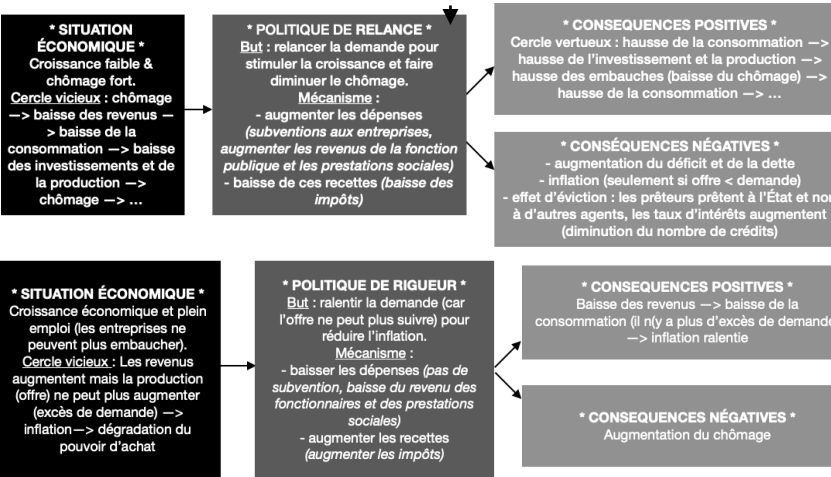 * SITUATION
ÉCONOMIQUE *
Croissance faible &
chômage fort.
Cercle vicieux : chômage
—> baisse des revenus —
> baisse de la
consommation —> baisse
des investissements et de
la production —>
chômage —> ...
* POLITIQUE DE RELANCE *
But : relancer la demande pour
stimuler la croissance et faire
diminuer le chômage.
Mécanisme :
- augmenter les dépenses
(subventions aux entreprises,
augmenter les revenus de la fonction
publique et les prestations sociales)
- baisse de ces recettes (baisse des
impôts)
* CONSEQUENCES POSITIVES *
Cercle vertueux : hausse de la consommation —>
hausse de l’investissement et la production —>
hausse des embauches (baisse du chômage) —>
hausse de la consommation —> ...
* CONSÉQUENCES NÉGATIVES *
- augmentation du déficit et de la dette
- inflation (seulement si offre < demande)
- effet d’éviction : les prêteurs prêtent à l’État et non
à d’autres agents, les taux d’intérêts augmentent
(diminution du nombre de crédits)
* SITUATION ÉCONOMIQUE *
Croissance économique et plein
emploi (les entreprises ne
peuvent plus embaucher).
Cercle vicieux : Les revenus
augmentent mais la production
(offre) ne peut plus augmenter
(excès de demande) —>
inflation—> dégradation du
pouvoir d’achat
* POLITIQUE DE RIGUEUR *
But : ralentir la demande (car
l’offre ne peut plus suivre) pour
réduire l’inflation.
Mécanisme :
- baisser les dépenses (pas de
subvention, baisse du revenu des
fonctionnaires et des prestations
sociales)
- augmenter les recettes
(augmenter les impôts)
* CONSEQUENCES POSITIVES *
Baisse des revenus —> baisse de la
consommation (il n(y a plus d’excès de demande
—> inflation ralentie
* CONSEQUENCES NÉGATIVES *
Augmentation du chômage